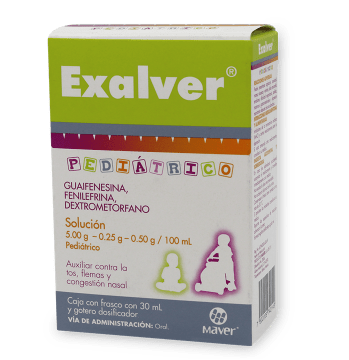 Exalver®
PEDIÁTRICO
GUAIFENESINA,
FENILEFRINA,
DEXTROMETORFANO
Solución
5.00 g – 0.25 g – 0.50 g / 100 mL
Pediátrico
Auxiliar contra la
tos, flemas y
congestión nasal.
Caja con frasco con 30 mL
y gotero dosificador
VÍA DE ADMINISTRACIÓN: Oral.
Maver®